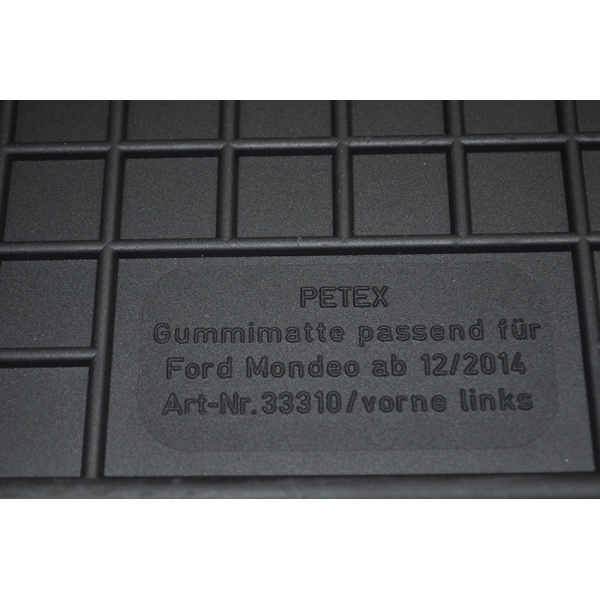 PETEX
Gummimatte passend für
Ford Mondeo ab 12/2014
Art-Nr.33310/vorne links